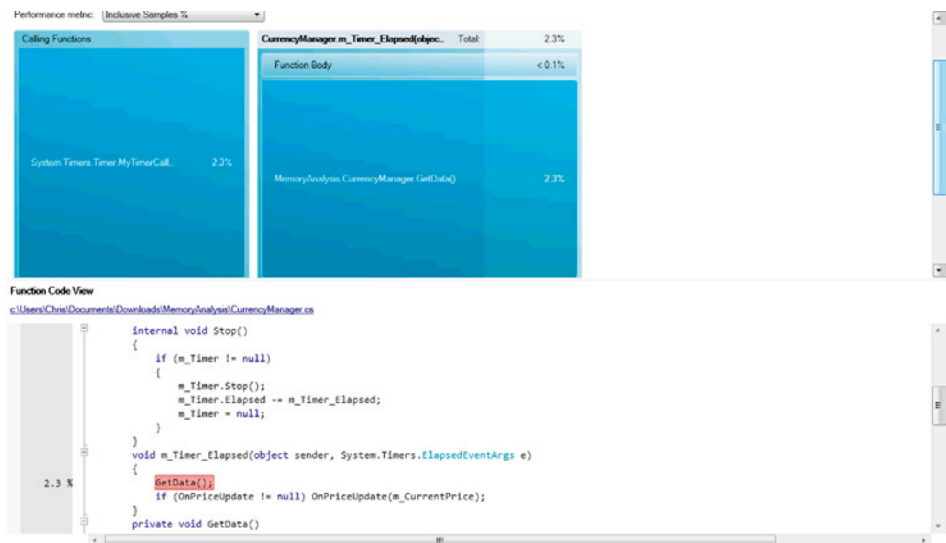 Performance metric: Inclusive Samples %
Calling Functions
System.Timers.Timer.MyTimerCall... 2.3%
CurrencyManager.m_Timer_Elapsed(objec... Total: 2.3%
Function Body < 0.1%
MemoryAnalysis.CurrencyManager.GetData() 2.3%
Function Code View
c:\Users\Chris\Documents\Downloads\MemoryAnalysis\CurrencyManager.cs
internal void Stop()
{
if (m_Timer != null)
{
m_Timer.Stop();
m_Timer.Elapsed -= m_Timer_Elapsed;
m_Timer = null;
}
}
void m_Timer_Elapsed(object sender, System.Timers.ElapsedEventArgs e)
{
2.3 % GetData();
if (OnPriceUpdate != null) OnPriceUpdate(m_CurrentPrice);
}
private void GetData()